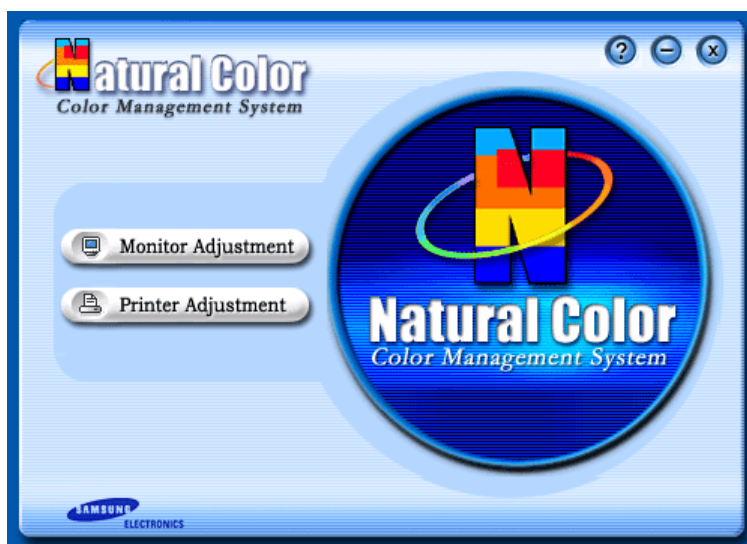 Natural Color
Color Management System
?
x
Monitor Adjustment
Printer Adjustment
N
Natural Color
Color Management System
SAMSUNG
ELECTRONICS